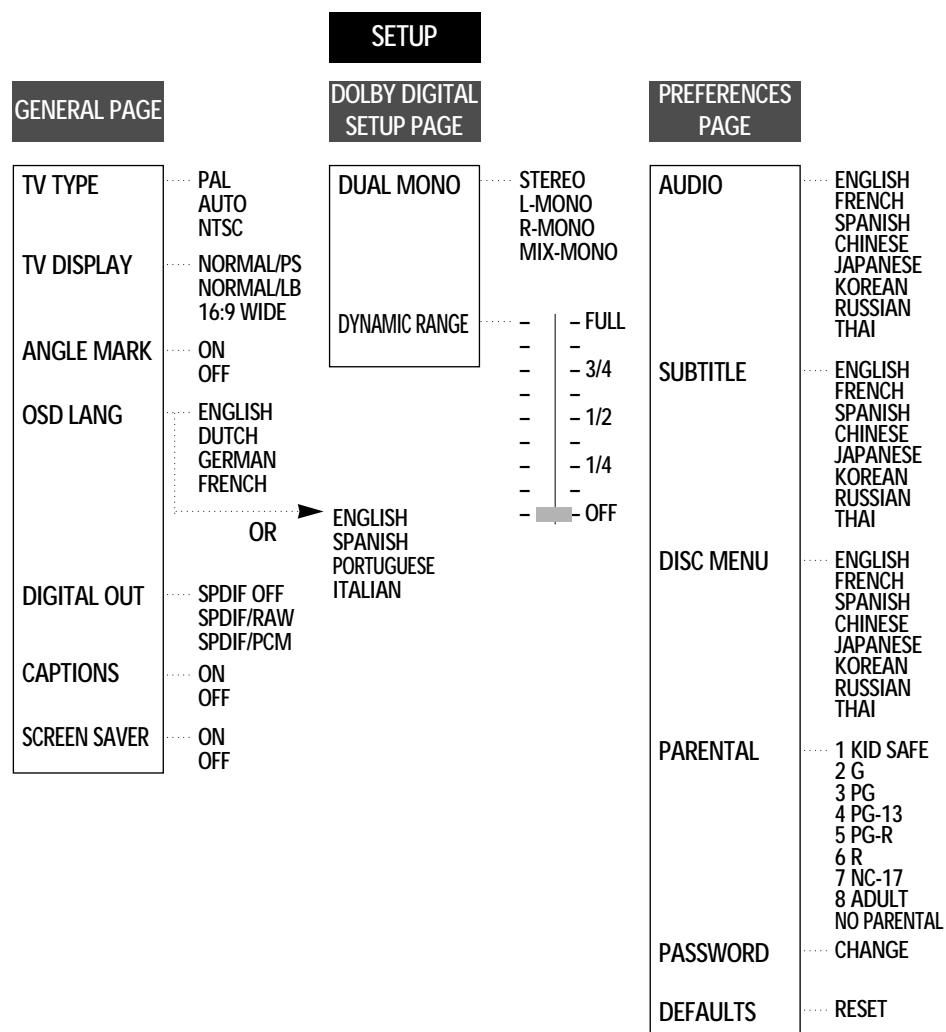 SETUP
GENERAL PAGE
TV TYPE
PAL
AUTO
NTSC
TV DISPLAY
NORMAL/PS
NORMAL/LB
16:9 WIDE
ANGLE MARK
ON
OFF
OSD LANG
ENGLISH
DUTCH
GERMAN
FRENCH
OR
ENGLISH
SPANISH
PORTUGUESE
ITALIAN
DIGITAL OUT
SPDIF OFF
SPDIF/RAW
SPDIF/PCM
CAPTIONS
ON
OFF
SCREEN SAVER
ON
OFF
DOLBY DIGITAL
SETUP PAGE
DUAL MONO
STEREO
L-MONO
R-MONO
MIX-MONO
DYNAMIC RANGE
FULL
3/4
1/2
1/4
OFF
PREFERENCES
PAGE
AUDIO
ENGLISH
FRENCH
SPANISH
CHINESE
JAPANESE
KOREAN
RUSSIAN
THAI
SUBTITLE
ENGLISH
FRENCH
SPANISH
CHINESE
JAPANESE
KOREAN
RUSSIAN
THAI
DISC MENU
ENGLISH
FRENCH
SPANISH
CHINESE
JAPANESE
KOREAN
RUSSIAN
THAI
PARENTAL
1 KID SAFE
2 G
3 PG
4 PG-13
5 PG-R
6 R
7 NC-17
8 ADULT
NO PARENTAL
PASSWORD
CHANGE
DEFAULTS
RESET